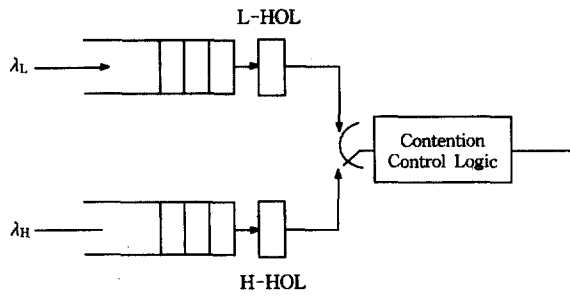 L-HOL
λL
Contention
Control Logic
λH
H-HOL